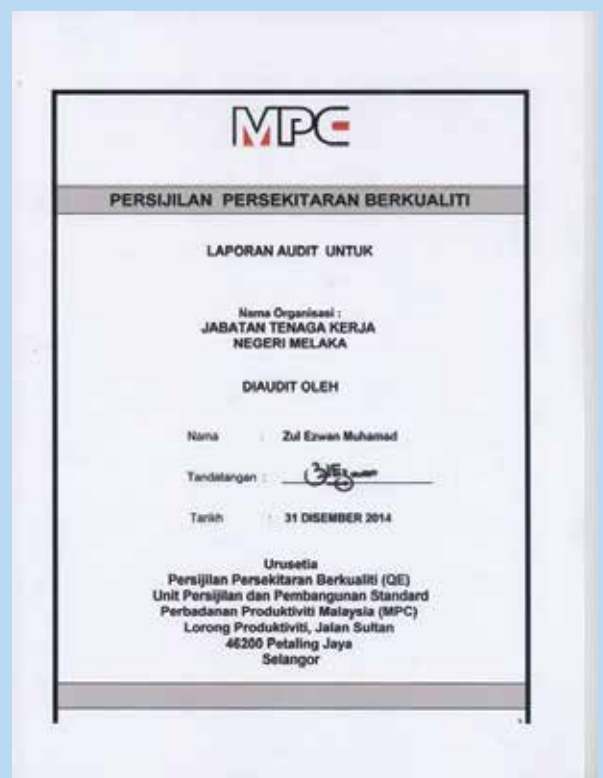 MPC
PERSIJILAN PERSEKITARAN BERKUALITI
LAPORAN AUDIT UNTUK
Nama Organisasi :
JABATAN TENAGA KERJA
NEGERI MELAKA
DIAUDIT OLEH
Nama : Zul Ezwan Muhamad
Tandatangan :
Tarikh : 31 DISEMBER 2014
Urusetia
Persijilan Persekitaran Berkualiti (QE)
Unit Persijilan dan Pembangunan Standard
Perbadanan Produktiviti Malaysia (MPC)
Lorong Produktiviti, Jalan Sultan
46200 Petaling Jaya
Selangor